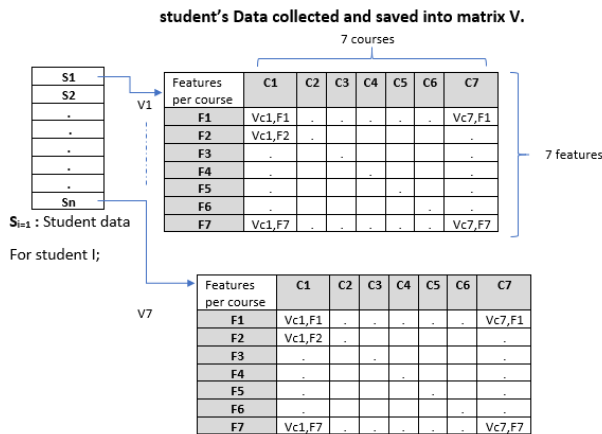 student's Data collected and saved into matrix V.
7 courses
S1
S2
.
.
.
.
.
Sn
S i=1 : Student data
For student I;
V1
Features per course C1 C2 C3 C4 C5 C6 C7
F1 Vc1,F1 . . . . . Vc7,F1
F2 Vc1,F2 . .
F3 . . .
F4 . . .
F5 . . .
F6 . . .
F7 Vc1,F7 . . . . . Vc7,F7
7 features
V7
Features per course C1 C2 C3 C4 C5 C6 C7
F1 Vc1,F1 . . . . . Vc7,F1
F2 Vc1,F2 . .
F3 . . .
F4 . . .
F5 . . .
F6 . . .
F7 Vc1,F7 . . . . . Vc7,F7